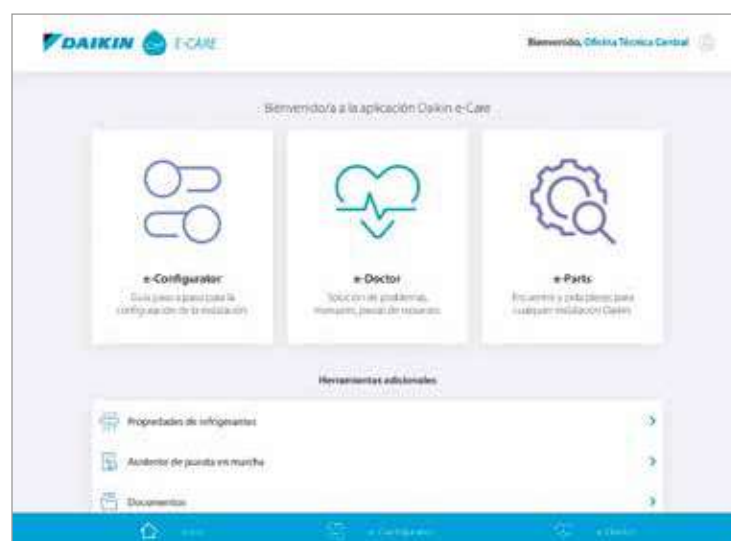 DAIKIN E-CARE
Bienvenido, Oficina Técnica Central
Bienvenido/a a la aplicación Daikin e-Care
e-Configurator
Guía paso a paso para la
configuración de la instalación
e-Doctor
Solución de problemas,
manuales, piezas de repuesto
e-Parts
Encuentre y pida piezas para
cualquier instalación Daikin
Herramientas adicionales
Propiedades de refrigerantes
Asistente de puesta en marcha
Documentos
e-Configurator
e-Doctor